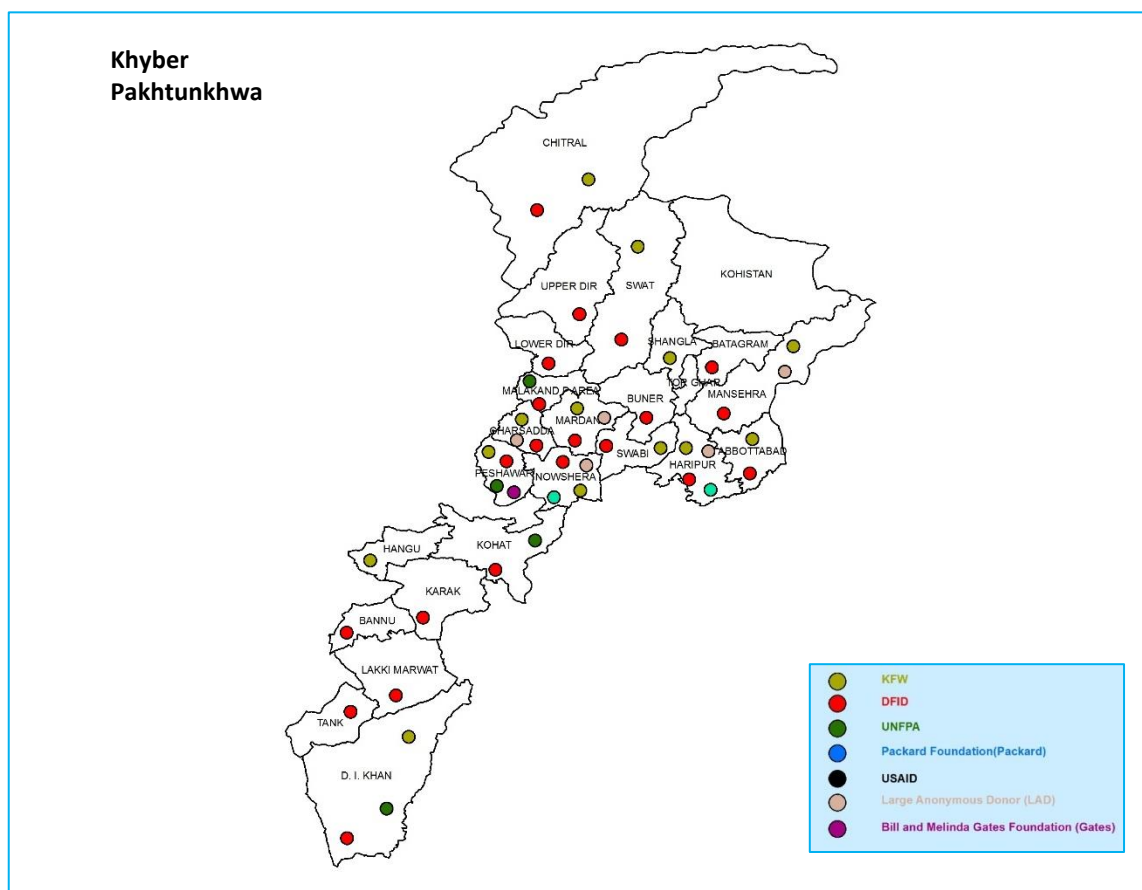 Khyber
Pakhtunkhwa
CHITRAL
KOHISTAN
UPPER DIR
SWAT
LOWER DIR
SHANGLA
BATAGRAM
TOR GHAR
MALAKAND P AREA
MANSEHRA
BUNER
MARDAN
CHARSADDA
SWABI
ABBOTTABAD
HARIPUR
PESHAWAR
NOWSHERA
HANGU
KOHAT
KARAK
BANNU
LAKKI MARWAT
TANK
D. I. KHAN
KFW
DFID
UNFPA
Packard Foundation(Packard)
USAID
Large Anonymous Donor (LAD)
Bill and Melinda Gates Foundation (Gates)